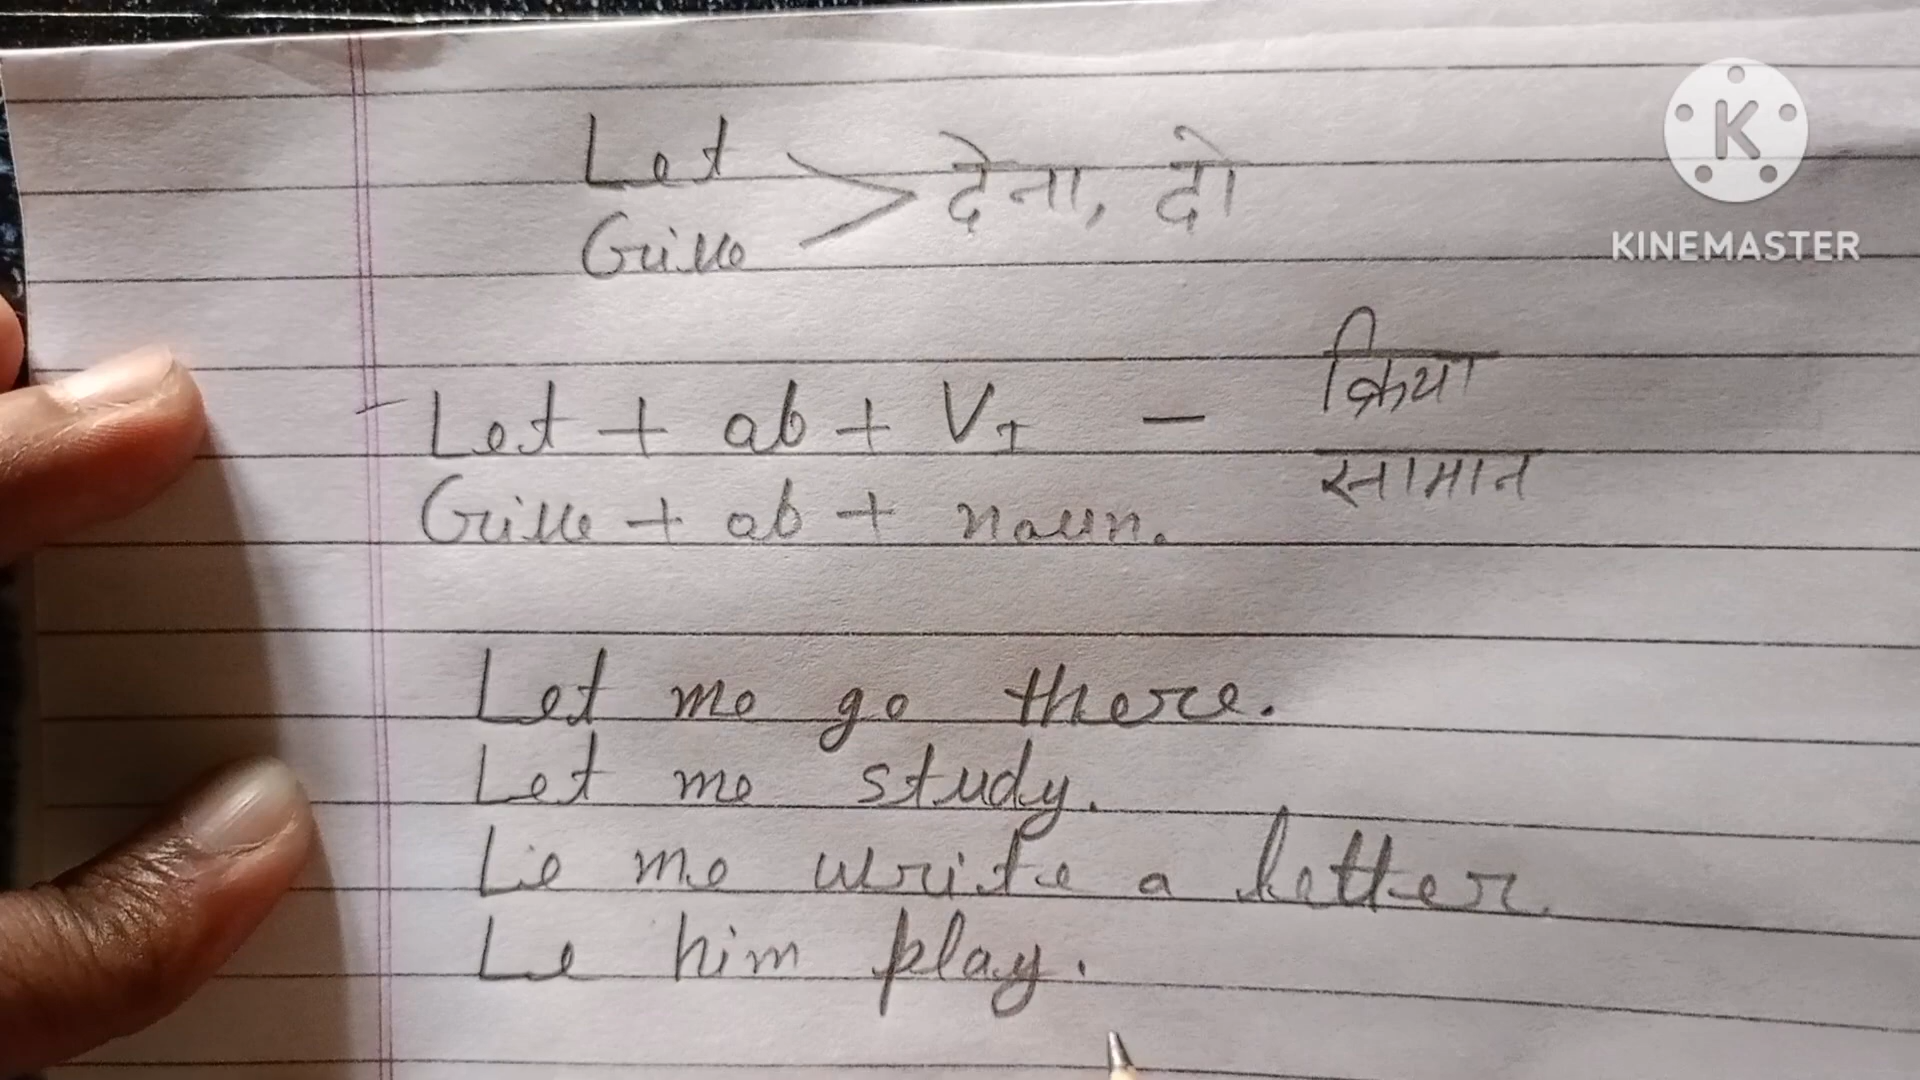 Let
Give > देना, दो
K
KINEMASTER
Let + ob + V1 - क्रिया
Give + ob + noun. सामान
Let me go there.
Let me study.
Le me write a letter.
Le him play.